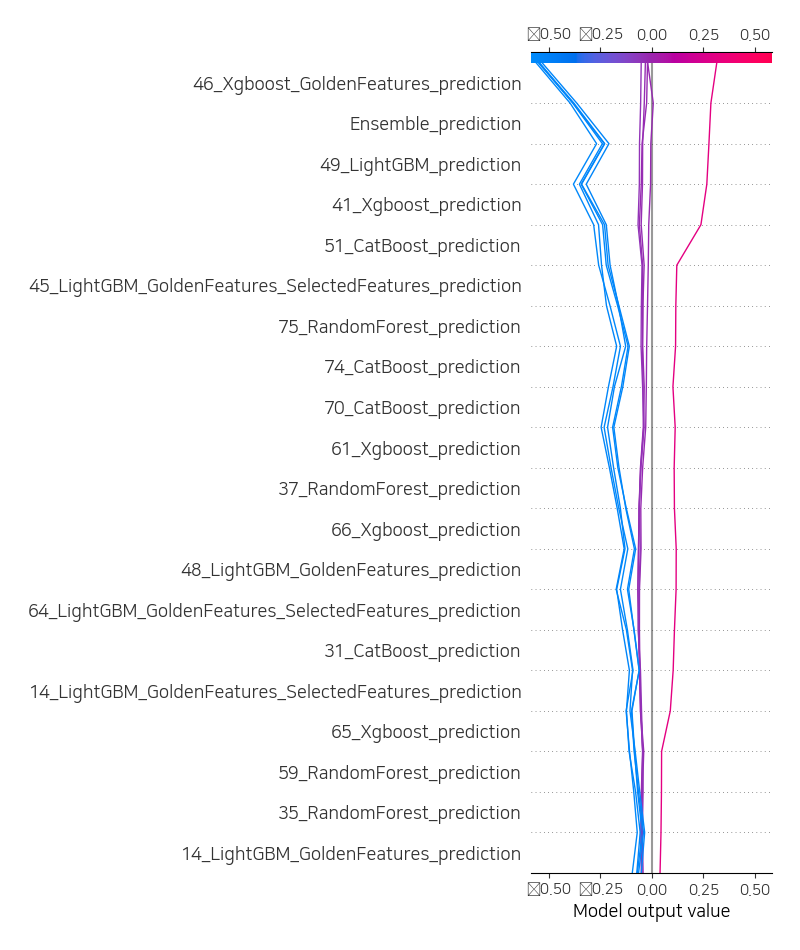 0.50 0.25 0.00 0.25 0.50
46_Xgboost_GoldenFeatures_prediction
Ensemble_prediction
49_LightGBM_prediction
41_Xgboost_prediction
51_CatBoost_prediction
45_LightGBM_GoldenFeatures_SelectedFeatures_prediction
75_RandomForest_prediction
74_CatBoost_prediction
70_CatBoost_prediction
61_Xgboost_prediction
37_RandomForest_prediction
66_Xgboost_prediction
48_LightGBM_GoldenFeatures_prediction
64_LightGBM_GoldenFeatures_SelectedFeatures_prediction
31_CatBoost_prediction
14_LightGBM_GoldenFeatures_SelectedFeatures_prediction
65_Xgboost_prediction
59_RandomForest_prediction
35_RandomForest_prediction
14_LightGBM_GoldenFeatures_prediction
0.50 0.25 0.00 0.25 0.50
Model output value